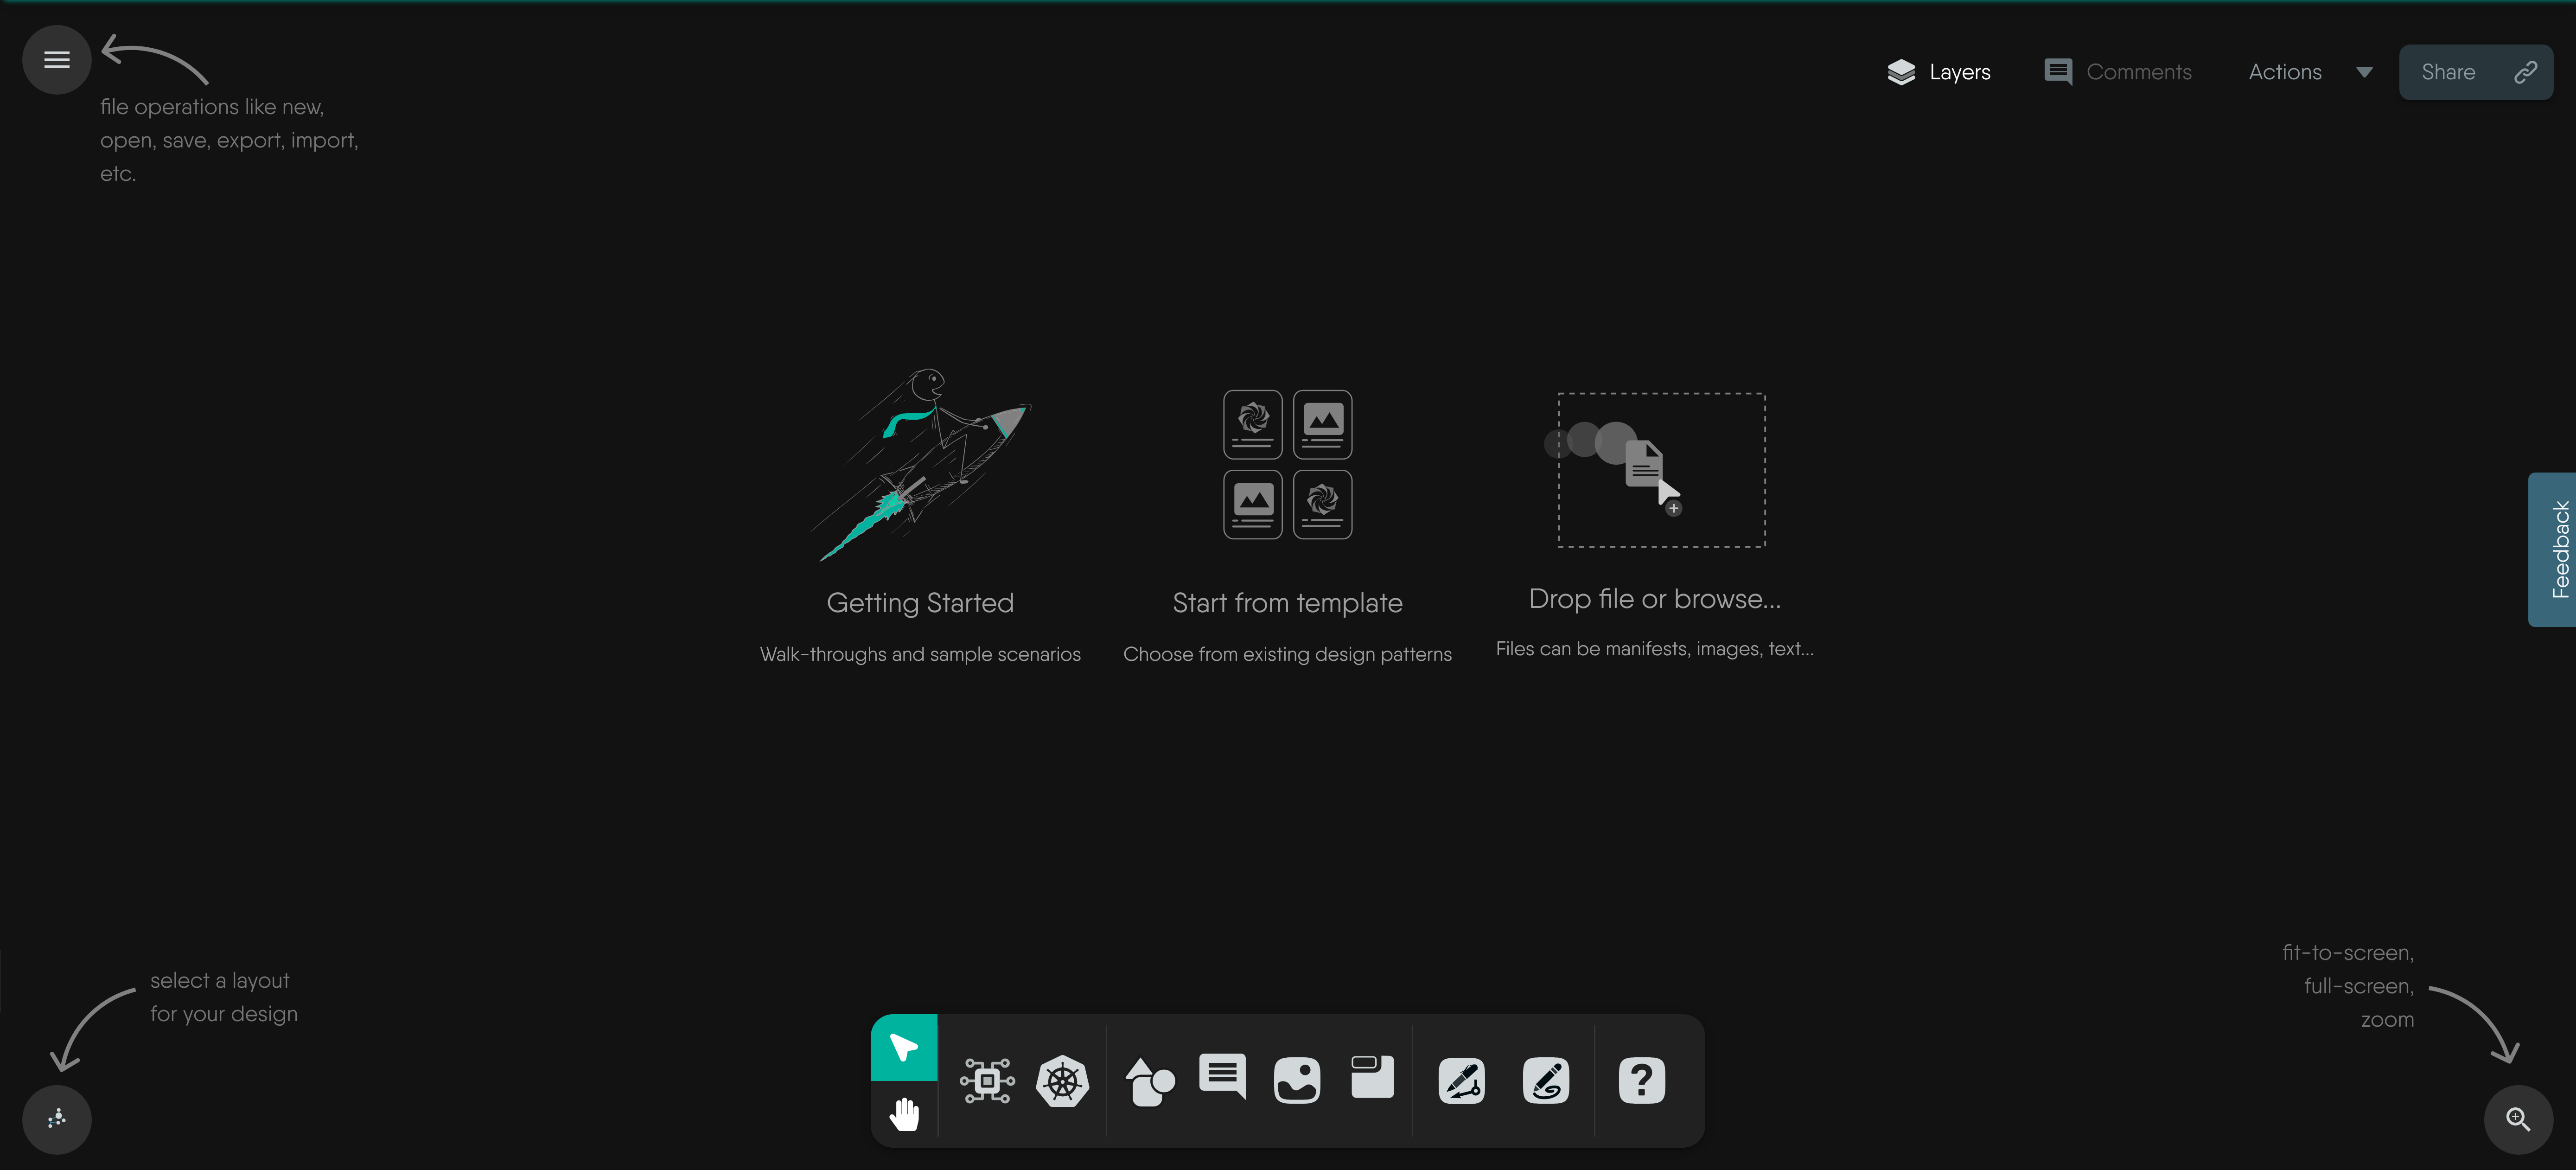 file operations like new,
open, save, export, import,
etc.
Layers
Comments
Actions
Share
Getting Started
Walk-throughs and sample scenarios
Start from template
Choose from existing design patterns
Drop file or browse...
Files can be manifests, images, text...
Feedback
select a layout
for your design
fit-to-screen,
full-screen,
zoom
?